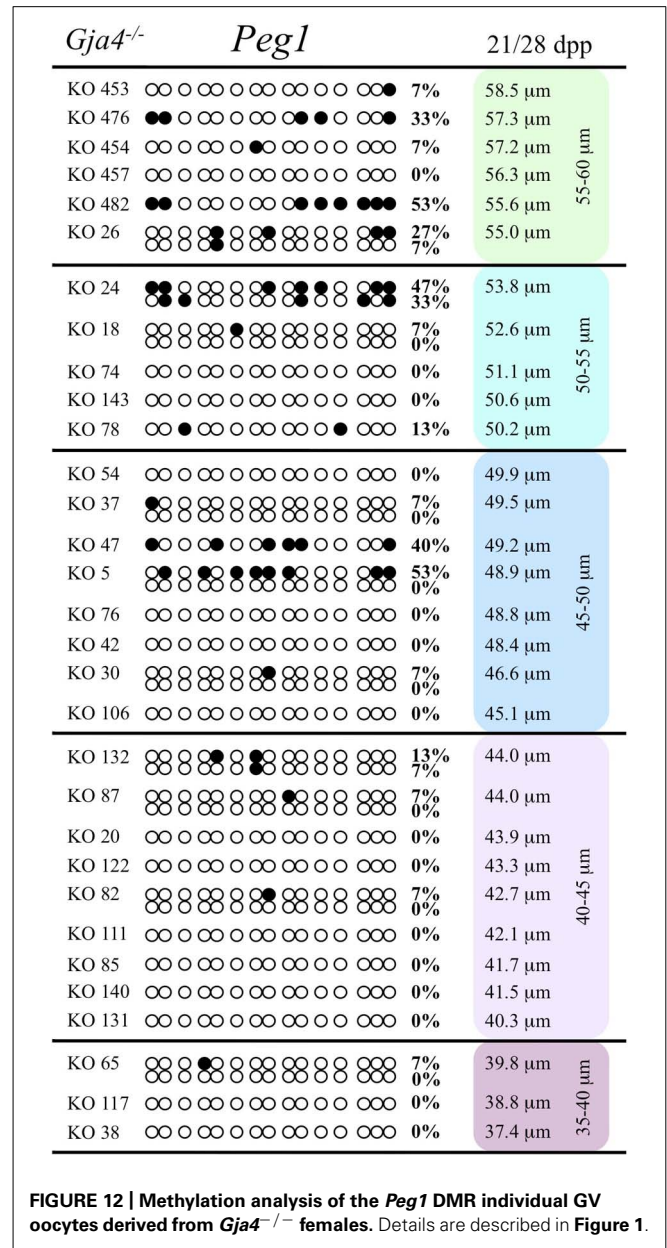 Gja4-/- Peg1 21/28 dpp
KO 453 7% 58.5 μm
KO 476 33% 57.3 μm
KO 454 7% 57.2 μm
KO 457 0% 56.3 μm
KO 482 53% 55.6 μm
KO 26 27% 55.0 μm
7%
55-60 μm
KO 24 47% 53.8 μm
33%
KO 18 7% 52.6 μm
0%
KO 74 0% 51.1 μm
KO 143 0% 50.6 μm
KO 78 13% 50.2 μm
50-55 μm
KO 54 0% 49.9 μm
KO 37 7% 49.5 μm
0%
KO 47 40% 49.2 μm
KO 5 53% 48.9 μm
0%
KO 76 0% 48.8 μm
KO 42 0% 48.4 μm
KO 30 7% 46.6 μm
0%
KO 106 0% 45.1 μm
45-50 μm
KO 132 13% 44.0 μm
7%
KO 87 7% 44.0 μm
0%
KO 20 0% 43.9 μm
KO 122 0% 43.3 μm
KO 82 7% 42.7 μm
0%
KO 111 0% 42.1 μm
KO 85 0% 41.7 μm
KO 140 0% 41.5 μm
KO 131 0% 40.3 μm
40-45 μm
KO 65 7% 39.8 μm
0%
KO 117 0% 38.8 μm
KO 38 0% 37.4 μm
35-40 μm
FIGURE 12 | Methylation analysis of the Peg1 DMR individual GV
oocytes derived from Gja4−/− females. Details are described in Figure 1.